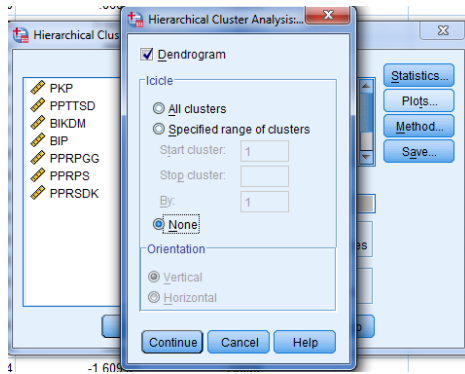 Hierarchical Cluster Analysis:...
Hierarchical Clus
Dendrogram
Icicle
All clusters
Specified range of clusters
Start cluster: 1
Stop cluster:
By: 1
None
Orientation
Vertical
Horizontal
Continue Cancel Help
PKP
PPTTSD
BIKDM
BIP
PPRPGG
PPRPS
PPRSDK
Statistics...
Plots...
Method...
Save...